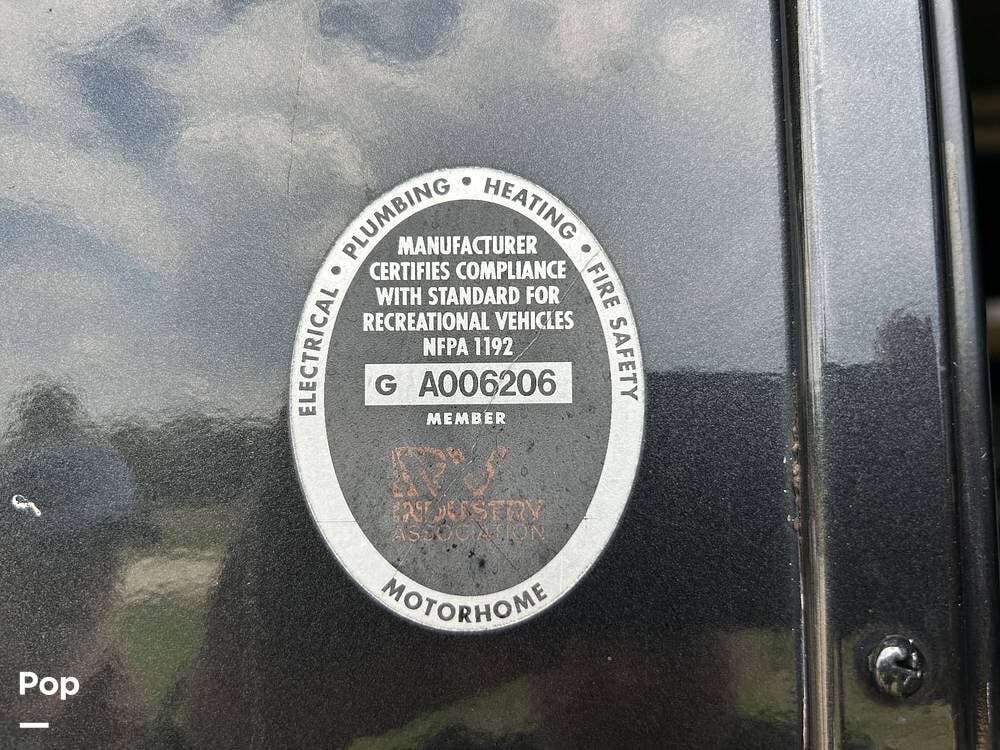 ELECTRICAL • PLUMBING • HEATING • FIRE SAFETY
MANUFACTURER
CERTIFIES COMPLIANCE
WITH STANDARD FOR
RECREATIONAL VEHICLES
NFPA 1192
G A006206
MEMBER
RV
INDUSTRY
ASSOCIATION
MOTORHOME
Pop